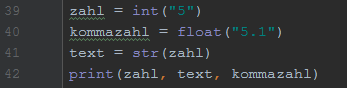 39 zahl = int("5")
40 kommazahl = float("5.1")
41 text = str(zahl)
42 print(zahl, text, kommazahl)